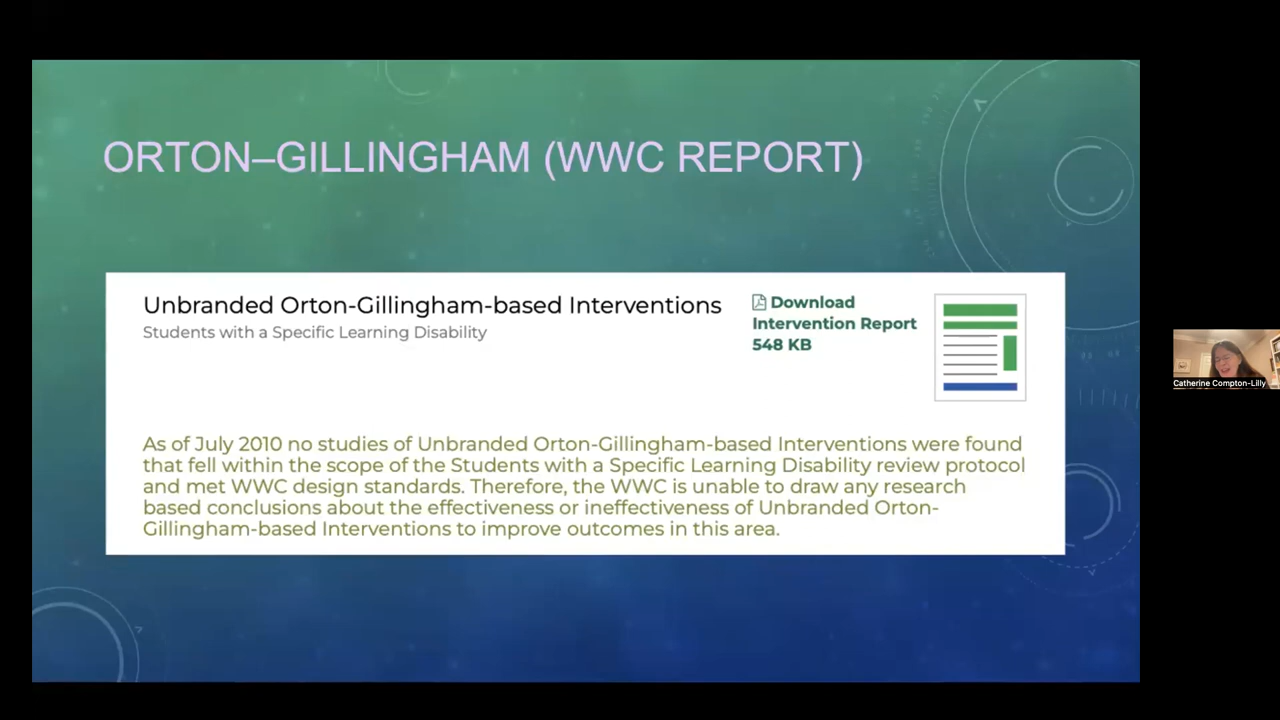 ORTON–GILLINGHAM (WWC REPORT)
Unbranded Orton-Gillingham-based Interventions
Students with a Specific Learning Disability
Download
Intervention Report
548 KB
As of July 2010 no studies of Unbranded Orton-Gillingham-based Interventions were found
that fell within the scope of the Students with a Specific Learning Disability review protocol
and met WWC design standards. Therefore, the WWC is unable to draw any research
based conclusions about the effectiveness or ineffectiveness of Unbranded Orton-
Gillingham-based Interventions to improve outcomes in this area.
Catherine Compton-Lilly